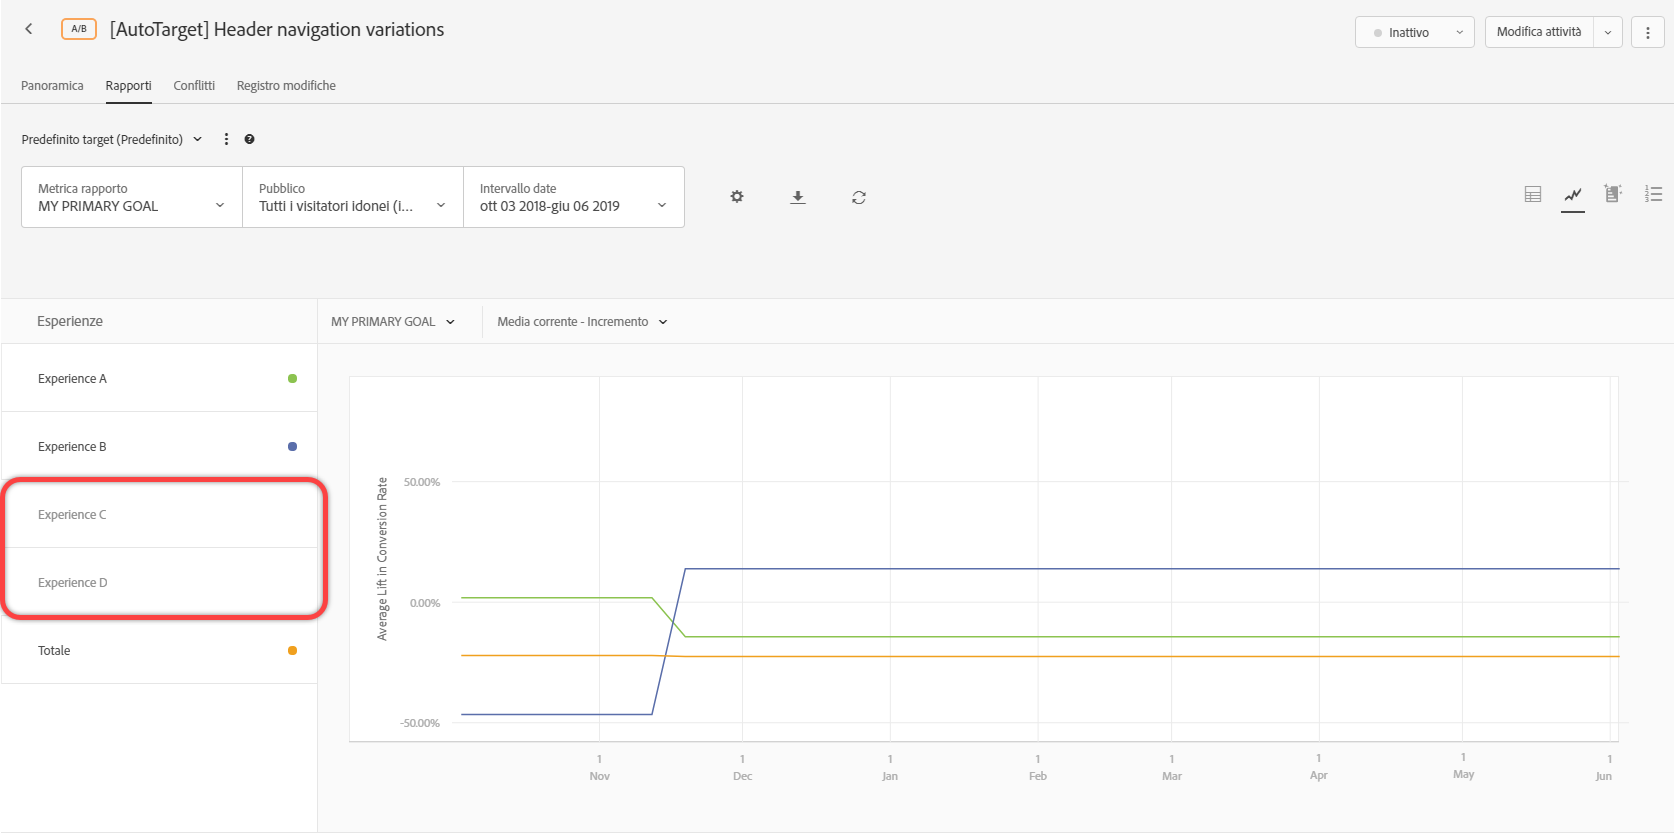 A/B [AutoTarget] Header navigation variations
Inattivo
Modifica attività
Panoramica Rapporti Conflitti Registro modifiche
Predefinito target (Predefinito)
Metrica rapporto
MY PRIMARY GOAL
Pubblico
Tutti i visitatori idonei (i...
Intervallo date
ott 03 2018-giu 06 2019
Esperienze
MY PRIMARY GOAL
Media corrente - Incremento
Experience A
Experience B
Experience C
Experience D
Totale
Average Lift in Conversion Rate
50.00%
0.00%
-50.00%
1 1 1 1 1 1 1 1
Nov Dec Jan Feb Mar Apr May Jun